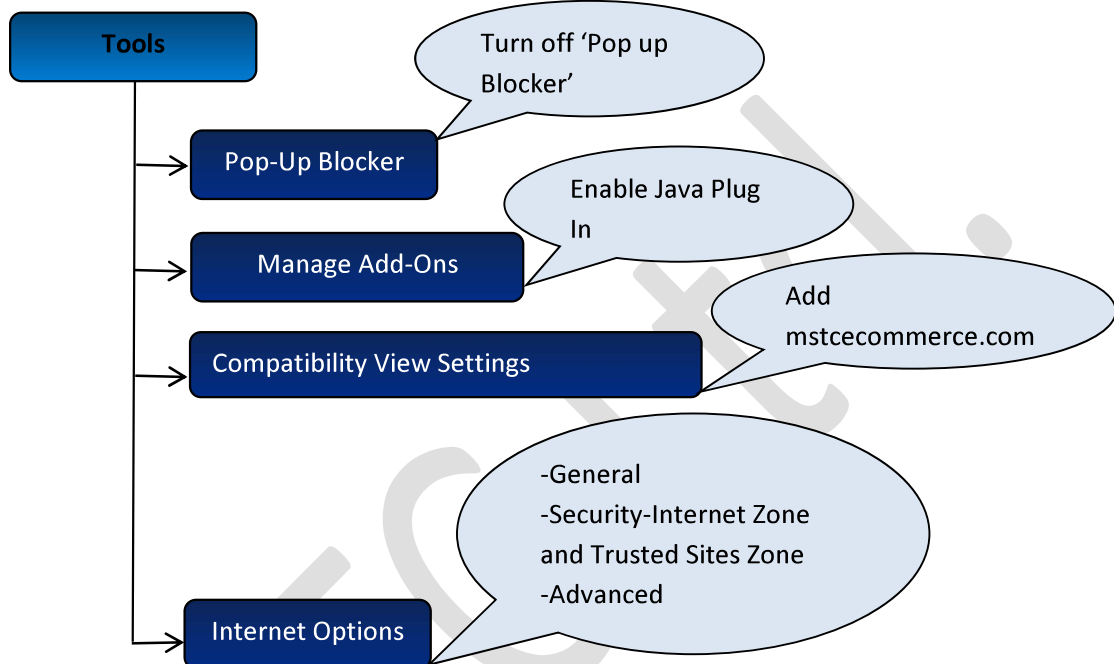 Tools
Turn off ‘Pop up
Blocker’
Pop-Up Blocker
Enable Java Plug
In
Manage Add-Ons
Add
mstcecommerce.com
Compatibility View Settings
-General
-Security-Internet Zone
and Trusted Sites Zone
-Advanced
Internet Options